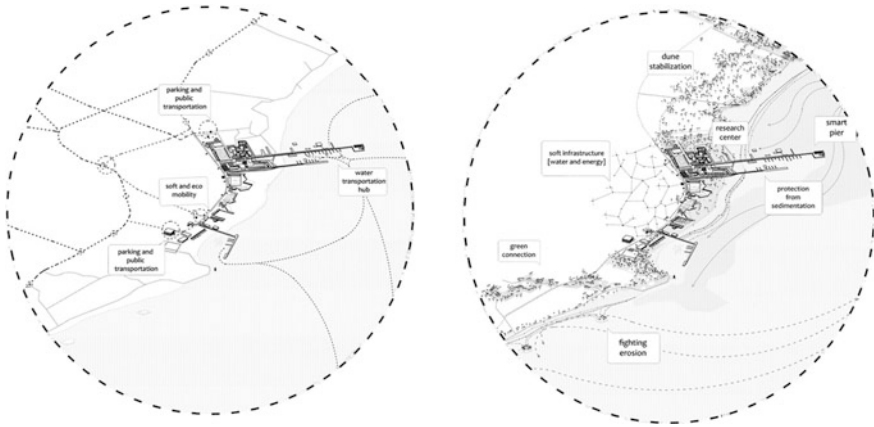 parking and
public
transportation
soft and eco
mobility
water
transportation
hub
parking and
public
transportation
dune
stabilization
research
center
smart
pier
soft infrastructure
[water and energy]
protection
from
sedimentation
green
connection
fighting
erosion